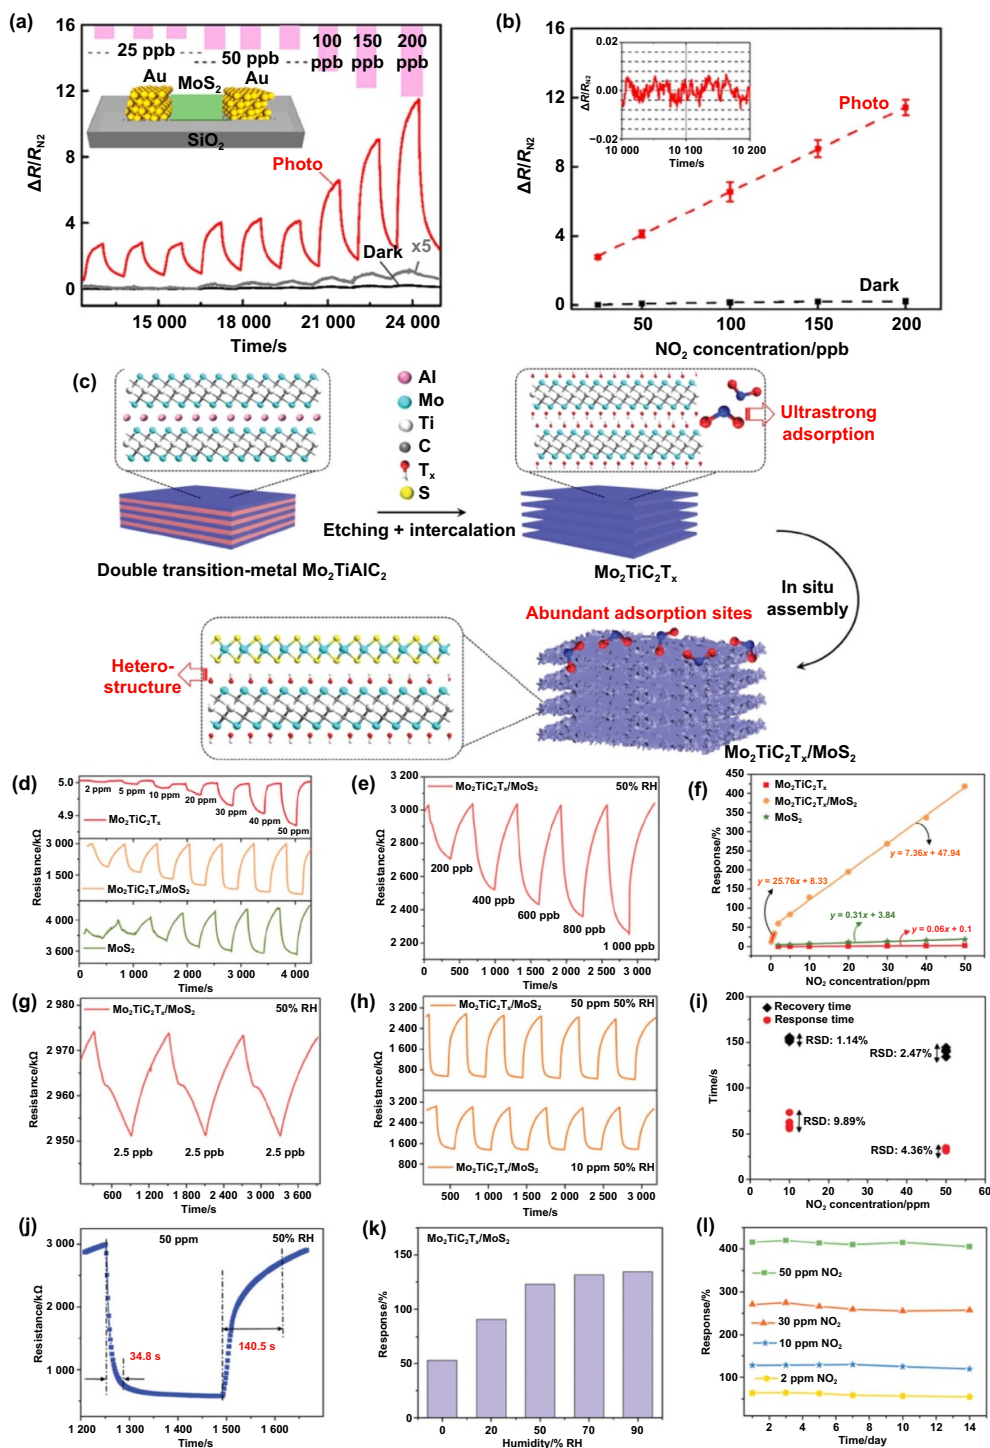 (a)
16
12
8
4
0
ΔR/R_N2
25 ppb
50 ppb
100 ppb
150 ppb
200 ppb
Au
MoS₂
Au
SiO₂
Photo
Dark
x5
15 000
18 000
21 000
24 000
Time/s
(b)
16
12
8
4
0
ΔR/R_N2
0.02
0.00
−0.02
ΔR/R_N2
10 000
10 100
10 200
Time/s
Photo
Dark
50
100
150
200
NO₂ concentration/ppb
(c)
Al
Mo
Ti
C
Tₓ
S
Etching + intercalation
Double transition-metal Mo₂TiAlC₂
Ultrastrong
adsorption
Mo₂TiC₂Tₓ
In situ
assembly
Abundant adsorption sites
Hetero-
structure
Mo₂TiC₂Tₓ/MoS₂
(d)
5.0
4.9
3 000
1 500
4 000
3 600
Resistance/kΩ
2 ppm
5 ppm
10 ppm
20 ppm
30 ppm
40 ppm
50 ppm
Mo₂TiC₂Tₓ
Mo₂TiC₂Tₓ/MoS₂
MoS₂
0
1 000
2 000
3 000
4 000
Time/s
(e)
3 200
3 000
2 800
2 600
2 400
2 200
Resistance/kΩ
Mo₂TiC₂Tₓ/MoS₂
50% RH
200 ppb
400 ppb
600 ppb
800 ppb
1 000 ppb
0
500
1 000
1 500
2 000
2 500
3 000
Time/s
(f)
450
400
350
300
250
200
150
100
50
0
Response/%
Mo₂TiC₂Tₓ
Mo₂TiC₂Tₓ/MoS₂
MoS₂
y = 7.36x + 47.94
y = 25.76x + 8.33
y = 0.31x + 3.84
y = 0.06x + 0.1
0
10
20
30
40
50
NO₂ concentration/ppm
(g)
2 980
2 970
2 960
2 950
Resistance/kΩ
Mo₂TiC₂Tₓ/MoS₂
50% RH
2.5 ppb
2.5 ppb
2.5 ppb
600
1 200
1 800
2 400
3 000
3 600
Time/s
(h)
3 200
2 400
1 600
800
3 200
2 400
1 600
800
Resistance/kΩ
Mo₂TiC₂Tₓ/MoS₂
50 ppm 50% RH
Mo₂TiC₂Tₓ/MoS₂
10 ppm 50% RH
500
1 000
1 500
2 000
2 500
3 000
Time/s
(i)
200
150
100
50
0
Time/s
Recovery time
Response time
RSD: 1.14%
RSD: 2.47%
RSD: 9.89%
RSD: 4.36%
0
10
20
30
40
50
60
NO₂ concentration/ppm
(j)
3 000
2 000
1 000
Resistance/kΩ
50 ppm
50% RH
34.8 s
140.5 s
1 200
1 300
1 400
1 500
1 600
Time/s
(k)
150
100
50
0
Response/%
Mo₂TiC₂Tₓ/MoS₂
0
20
50
70
90
Humidity/% RH
(l)
400
300
200
100
Response/%
50 ppm NO₂
30 ppm NO₂
10 ppm NO₂
2 ppm NO₂
2
4
6
8
10
12
14
Time/day